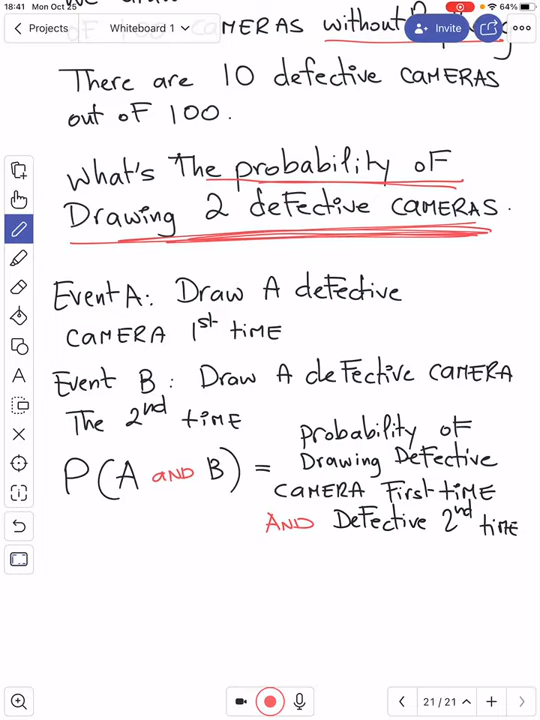 18:41 Mon Oct 25
64%
Projects
Whiteboard 1
Invite
CAMERAS without
There are 10 defective CAMERAS
out of 100.
What's The probability of
Drawing 2 defective CAMERAS.
Event A: Draw A defective
CAMERA 1st time
Event B: Draw A defective CAMERA
The 2nd time
P(A AND B) = probability of
Drawing Defective
CAMERA First time
AND Defective 2nd time
A
21/21